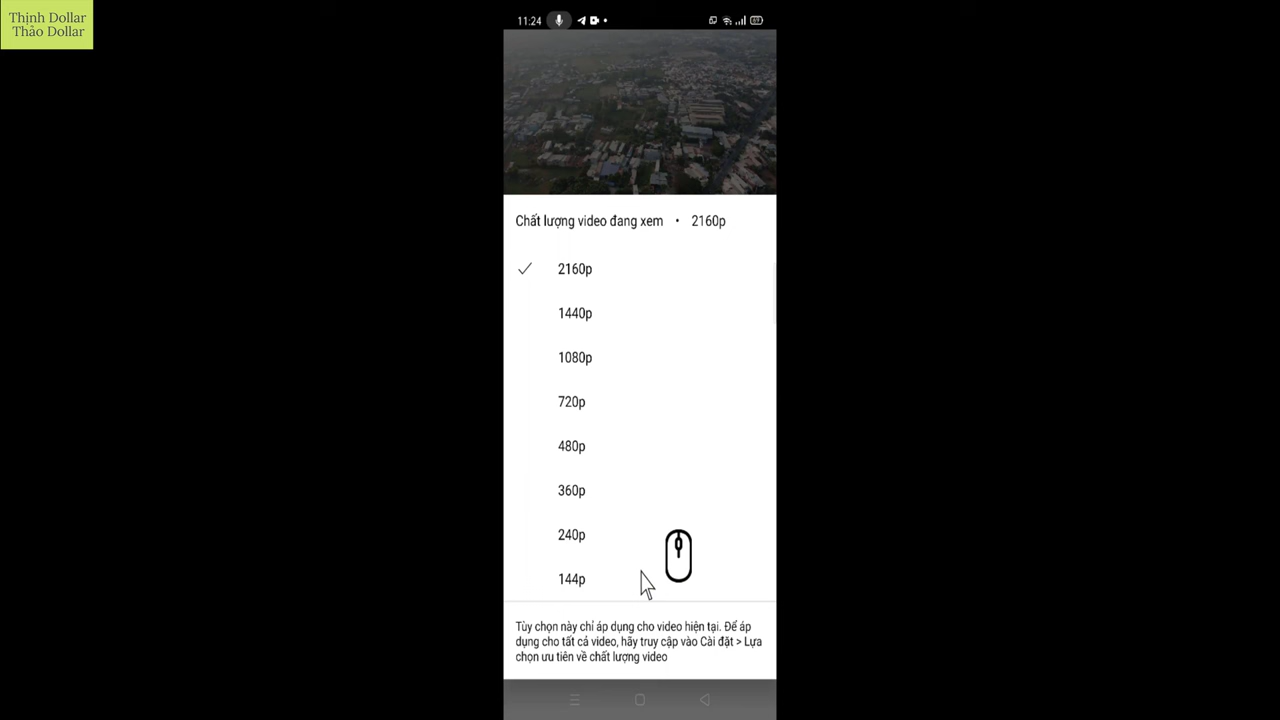 Thịnh Dollar
Thảo Dollar
11:24
Chất lượng video đang xem • 2160p
2160p
1440p
1080p
720p
480p
360p
240p
144p
Tùy chọn này chỉ áp dụng cho video hiện tại. Để áp
dụng cho tất cả video, hãy truy cập vào Cài đặt > Lựa
chọn ưu tiên về chất lượng video